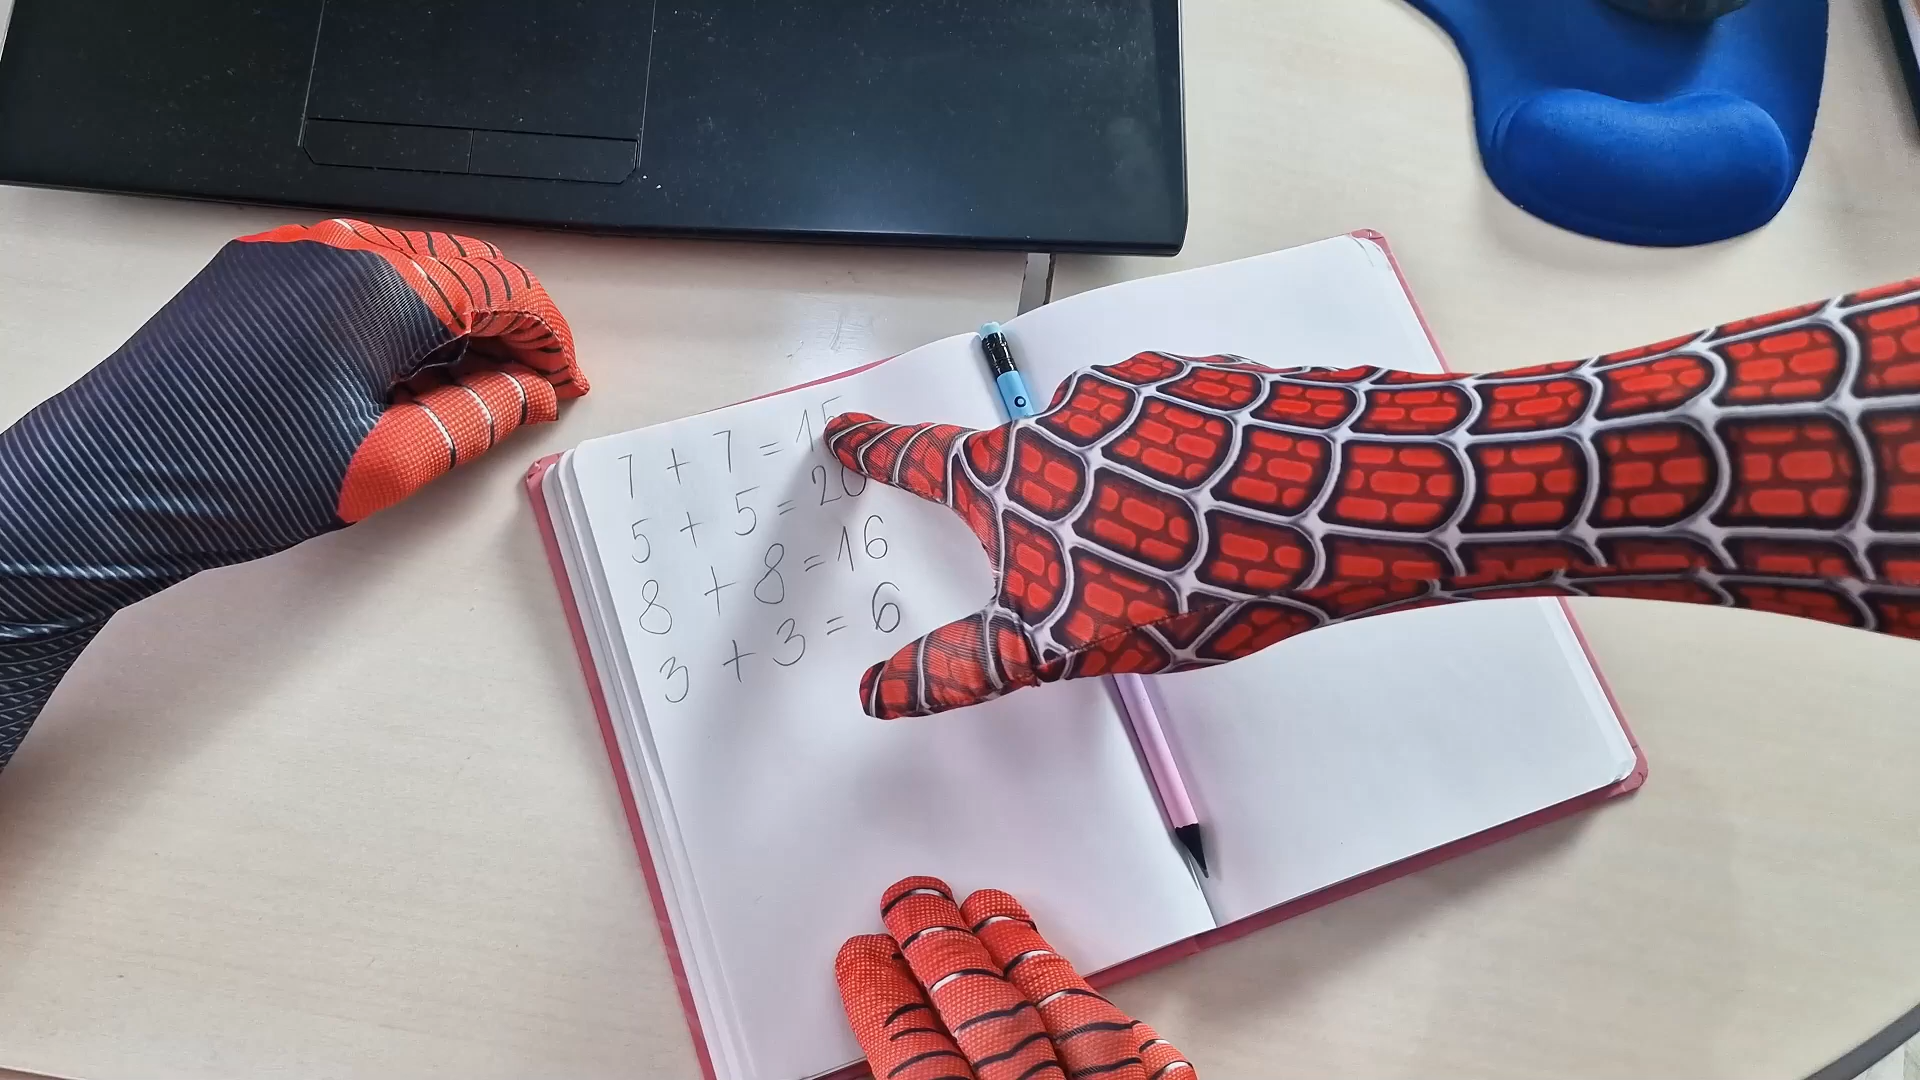 7 + 7 = 15
5 + 5 = 20
8 + 8 = 16
3 + 3 = 6